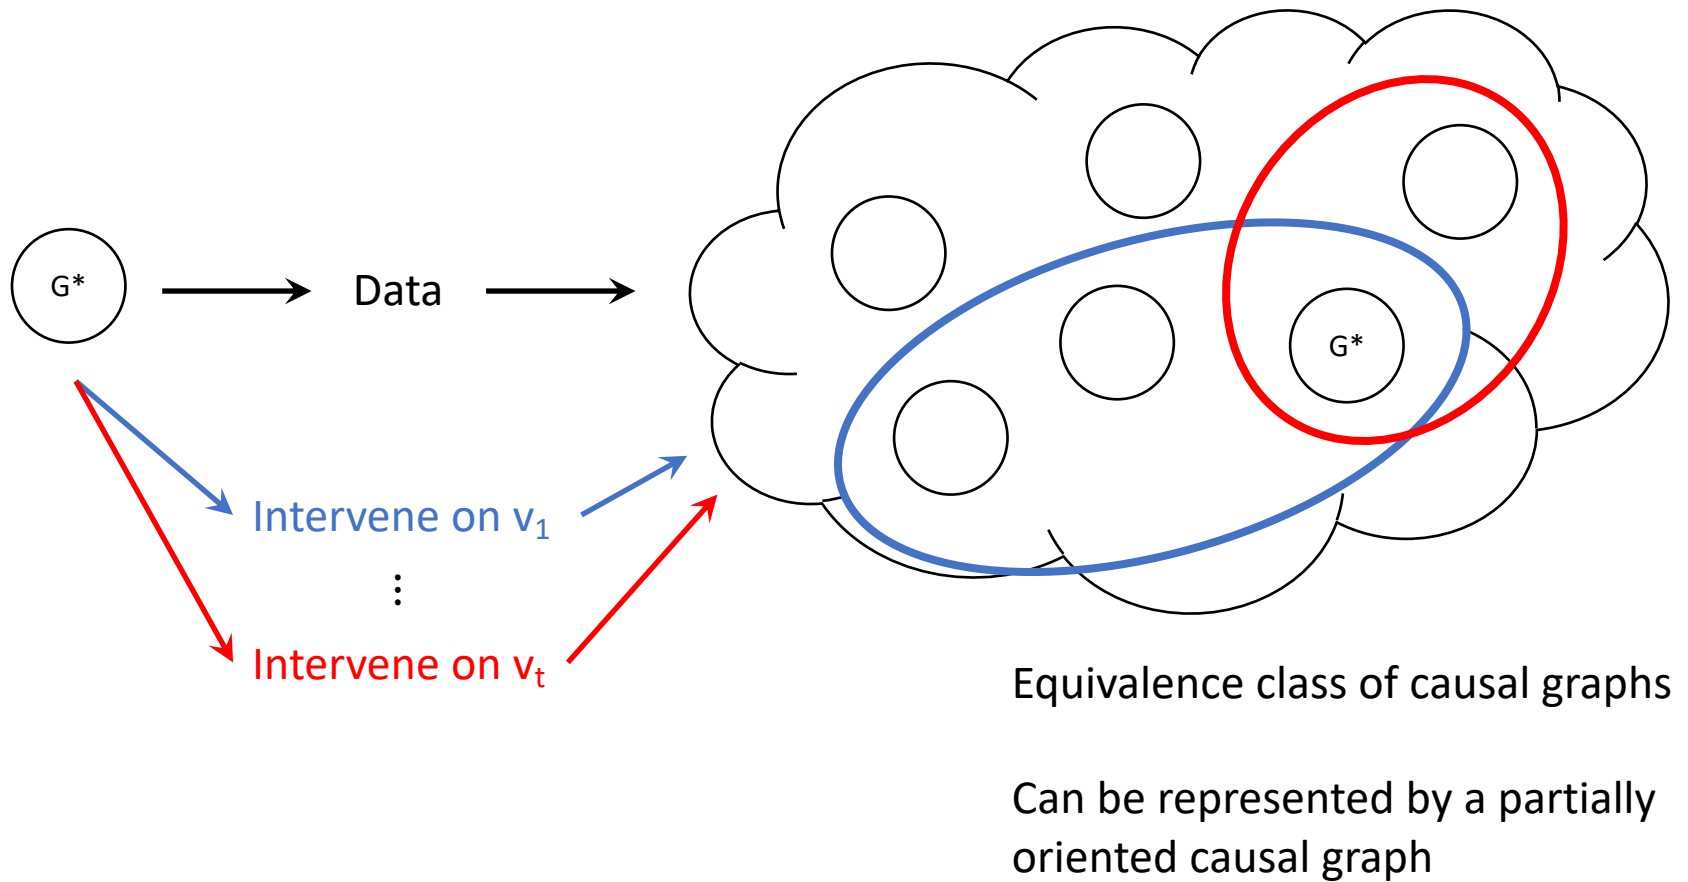 G*
Data
G*
Intervene on v₁
⋮
Intervene on vₜ
Equivalence class of causal graphs
Can be represented by a partially
oriented causal graph